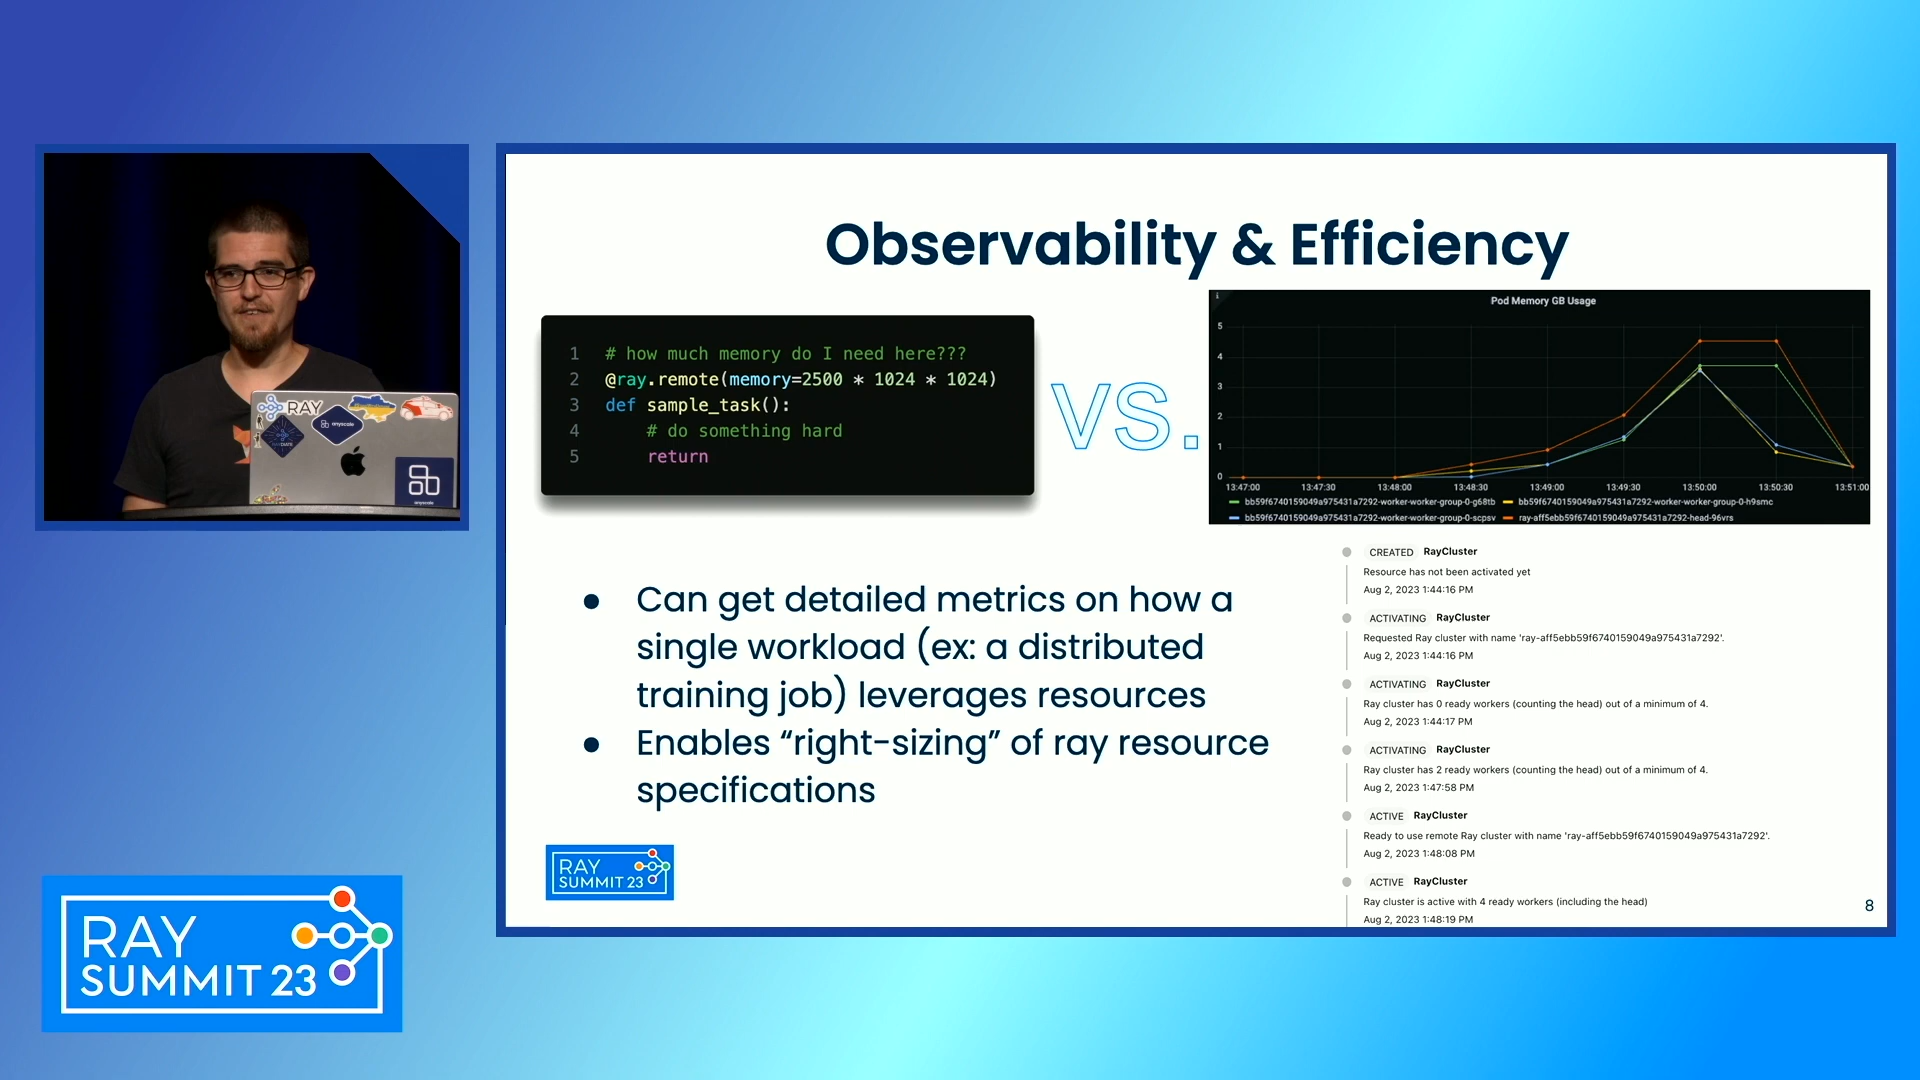 Observability & Efficiency
1 # how much memory do I need here???
2 @ray.remote(memory=2500 * 1024 * 1024)
3 def sample_task():
4 # do something hard
5 return
VS.
Pod Memory GB Usage
5
4
3
2
1
0
13:47:00 13:47:30 13:48:00 13:48:30 13:49:00 13:49:30 13:50:00 13:50:30 13:51:00
bb59f6740159049a975431a7292-worker-worker-group-0-g68tb bb59f6740159049a975431a7292-worker-worker-group-0-h9smc
bb59f6740159049a975431a7292-worker-worker-group-0-scpsv ray-aff5ebb59f6740159049a975431a7292-head-96vrs
• Can get detailed metrics on how a
single workload (ex: a distributed
training job) leverages resources
• Enables “right-sizing” of ray resource
specifications
CREATED RayCluster
Resource has not been activated yet
Aug 2, 2023 1:44:16 PM
ACTIVATING RayCluster
Requested Ray cluster with name 'ray-aff5ebb59f6740159049a975431a7292'.
Aug 2, 2023 1:44:16 PM
ACTIVATING RayCluster
Ray cluster has 0 ready workers (counting the head) out of a minimum of 4.
Aug 2, 2023 1:44:17 PM
ACTIVATING RayCluster
Ray cluster has 2 ready workers (counting the head) out of a minimum of 4.
Aug 2, 2023 1:47:58 PM
ACTIVE RayCluster
Ready to use remote Ray cluster with name 'ray-aff5ebb59f6740159049a975431a7292'.
Aug 2, 2023 1:48:08 PM
ACTIVE RayCluster
Ray cluster is active with 4 ready workers (including the head)
Aug 2, 2023 1:48:19 PM
RAY
SUMMIT 23
8
RAY
anyscale
anyscale
RAY
SUMMIT 23